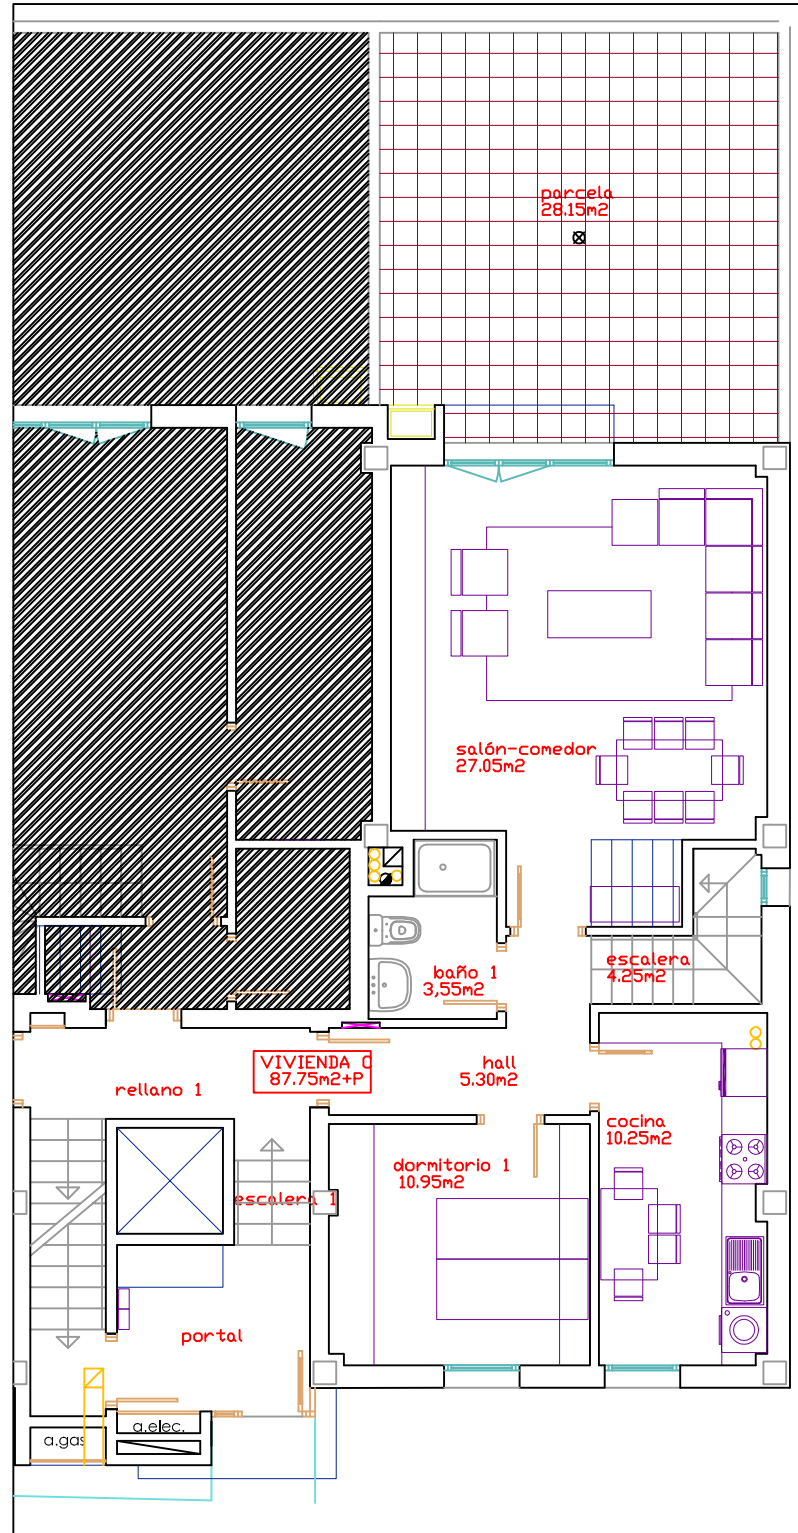 parcela
28.15m2
salón-comedor
27.05m2
baño 1
3,55m2
escalera
4.25m2
VIVIENDA C
87.75m2+P
hall
5.30m2
rellano 1
cocina
10.25m2
dormitorio 1
10.95m2
escalera 1
portal
a.elec.
a.gas